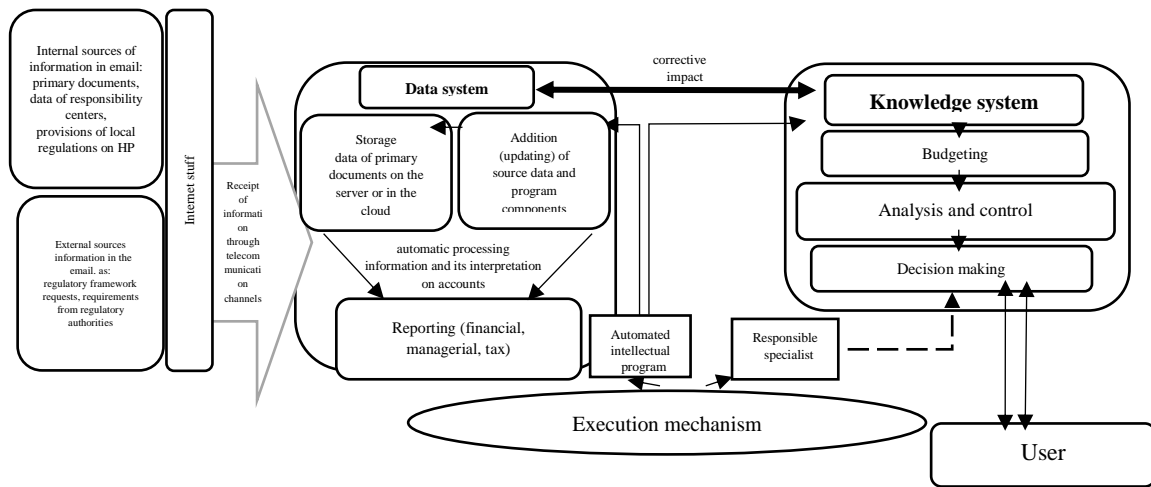 Internal sources of
information in email:
primary documents,
data of responsibility
centers,
provisions of local
regulations on HP
External sources
information in the
email. as:
regulatory framework
requests, requirements
from regulatory
authorities
Internet stuff
Receipt
of
informati
on
through
telecom
municati
on
channels
Data system
Storage
data of primary
documents on the
server or in the
cloud
Addition
(updating) of
source data and
program
components
automatic processing
information and its interpretation
on accounts
Reporting (financial,
managerial, tax)
corrective
impact
Knowledge system
Budgeting
Analysis and control
Decision making
Automated
intellectual
program
Responsible
specialist
Execution mechanism
User